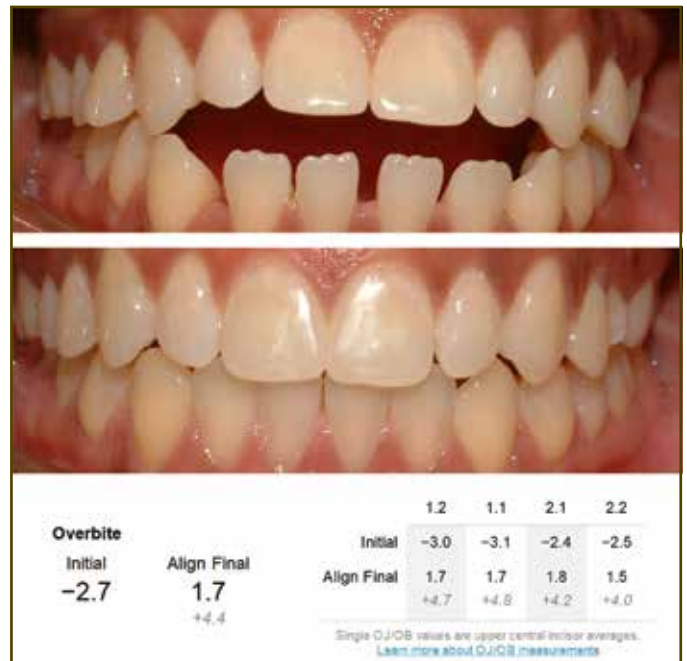 Overbite
Initial
−2.7
Align Final
1.7
+4.4
1.2 1.1 2.1 2.2
Initial −3.0 −3.1 −2.4 −2.5
Align Final 1.7 1.7 1.8 1.5
+4.7 +4.8 +4.2 +4.0
Single OJ/OB values are upper central incisor averages.
Learn more about OJ/OB measurements